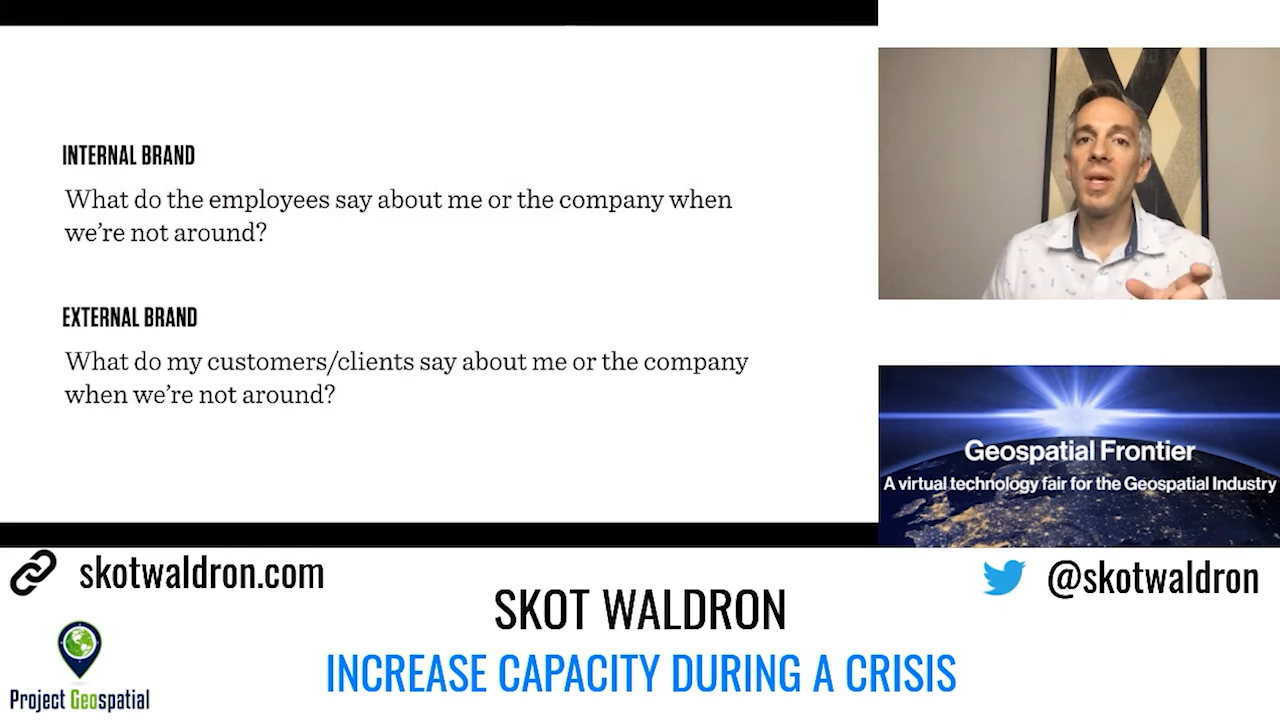 INTERNAL BRAND
What do the employees say about me or the company when
we’re not around?
EXTERNAL BRAND
What do my customers/clients say about me or the company
when we’re not around?
Geospatial Frontier
A virtual technology fair for the Geospatial Industry
skotwaldron.com
@skotwaldron
SKOT WALDRON
INCREASE CAPACITY DURING A CRISIS
Project Geospatial